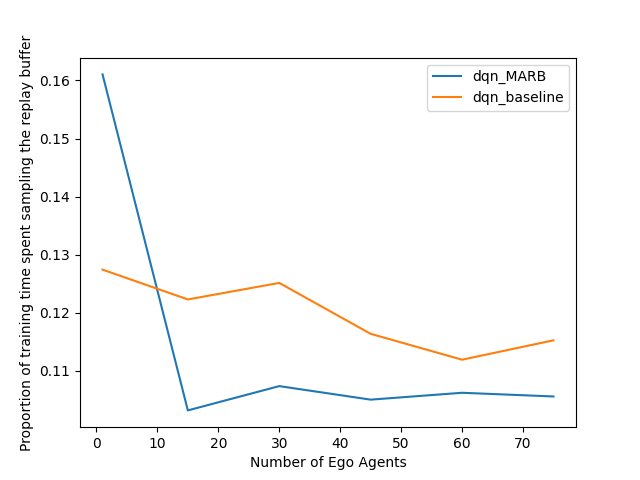 dqn_MARB
dqn_baseline
Proportion of training time spent sampling the replay buffer
0.16
0.15
0.14
0.13
0.12
0.11
0 10 20 30 40 50 60 70
Number of Ego Agents